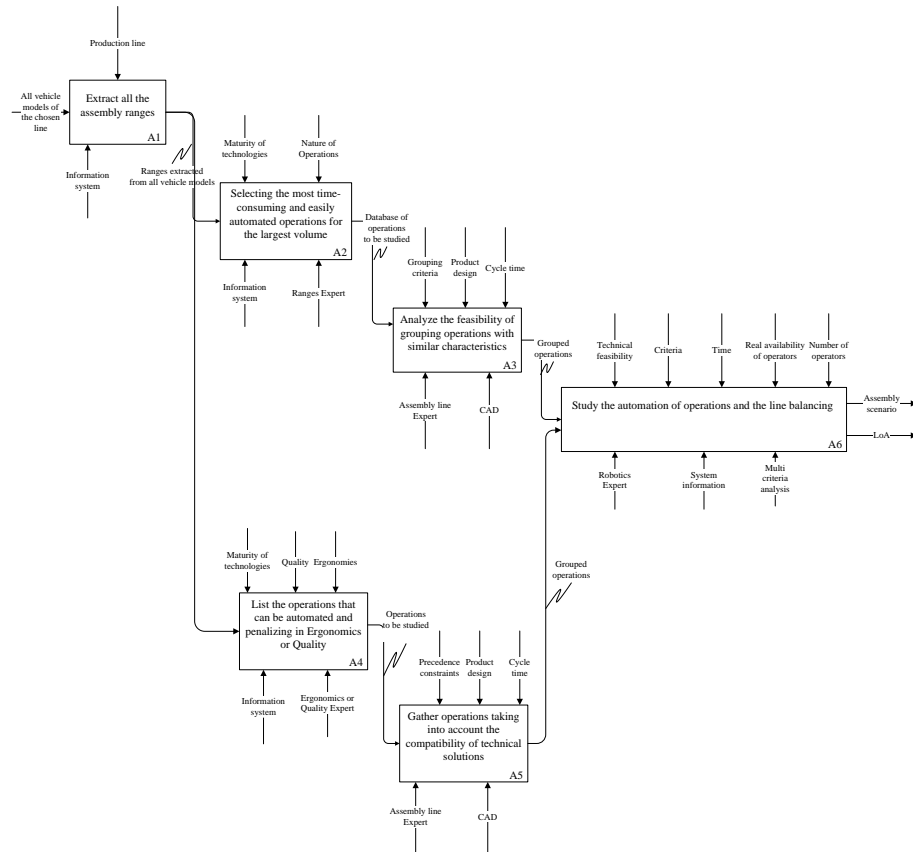 Production line
All vehicle
models of
the chosen
line
Extract all the
assembly ranges
A1
Information
system
Ranges extracted
from all vehicle models
Maturity of
technologies
Nature of
Operations
Selecting the most time-
consuming and easily
automated operations for
the largest volume
A2
Information
system
Ranges Expert
Database of
operations
to be studied
Grouping
criteria
Product
design
Cycle time
Analyze the feasibility of
grouping operations with
similar characteristics
A3
Assembly line
Expert
CAD
Grouped
operations
Technical
feasibility
Criteria
Time
Real availability
of operators
Number of
operators
Study the automation of operations and the line balancing
A6
Assembly
scenario
LoA
Robotics
Expert
System
information
Multi
criteria
analysis
Maturity of
technologies
Quality
Ergonomies
List the operations that
can be automated and
penalizing in Ergonomics
or Quality
A4
Information
system
Ergonomics or
Quality Expert
Operations
to be studied
Grouped
operations
Precedence
constraints
Product
design
Cycle
time
Gather operations taking
into account the
compatibility of technical
solutions
A5
Assembly line
Expert
CAD